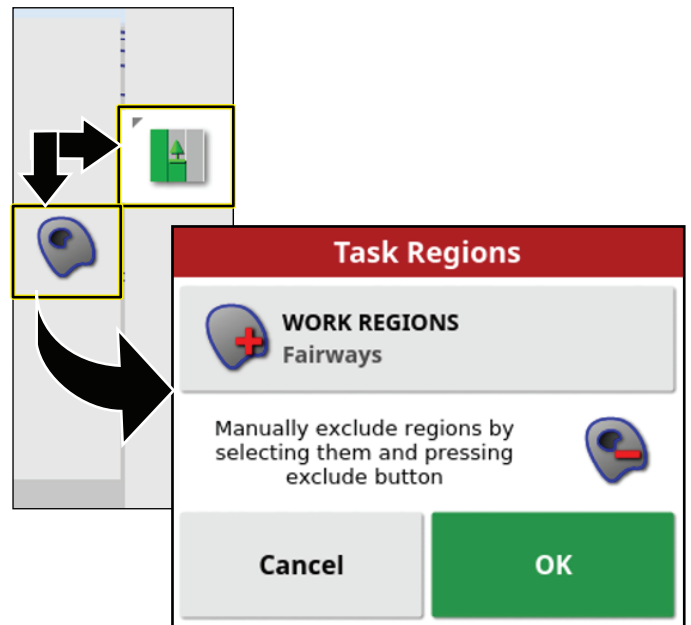 Task Regions
WORK REGIONS
Fairways
Manually exclude regions by
selecting them and pressing
exclude button
Cancel
OK